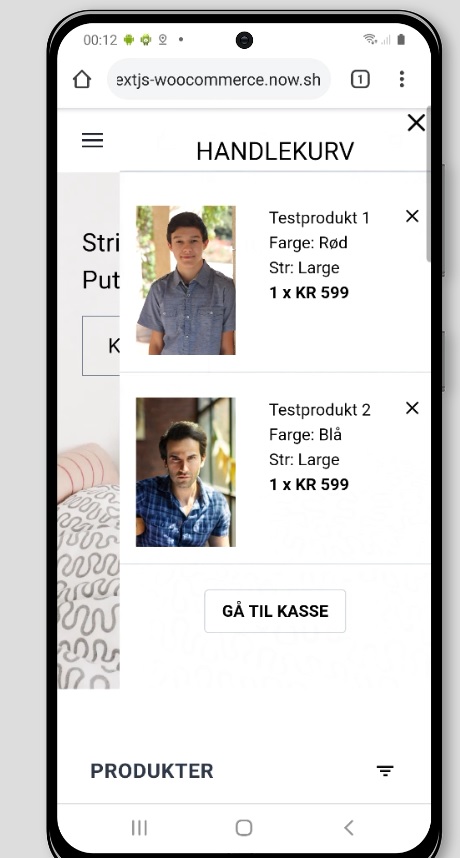 00:12
extjs-woocommerce.now.sh
1
HANDLEKURV
Stri
Put
K
Testprodukt 1
Farge: Rød
Str: Large
1 x KR 599
Testprodukt 2
Farge: Blå
Str: Large
1 x KR 599
GÅ TIL KASSE
PRODUKTER